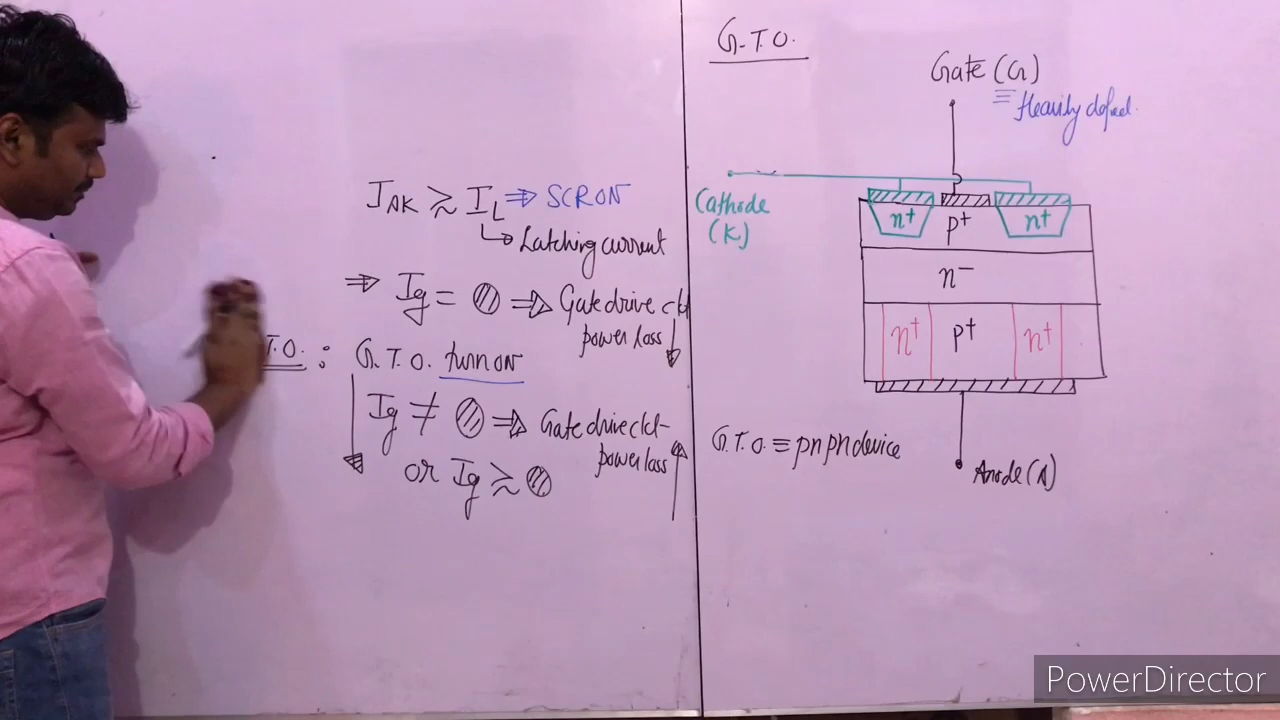 I_AK ⪎ I_L ⇒ SCR ON
↳ Latching current
⇒ Ig = 0 ⇒ Gate drive ckt
power loss ↓
T.O. : G.T.O. turn on
Ig ≠ 0 ⇒ Gate drive ckt
power loss ↑
or Ig ⪎ 0
G.T.O.
Gate (G)
Heavily doped.
Cathode
(K)
n⁺ p⁺ n⁺
n⁻
n⁺ p⁺ n⁺
G.T.O. ≡ pnpn device
Anode (A)
PowerDirector